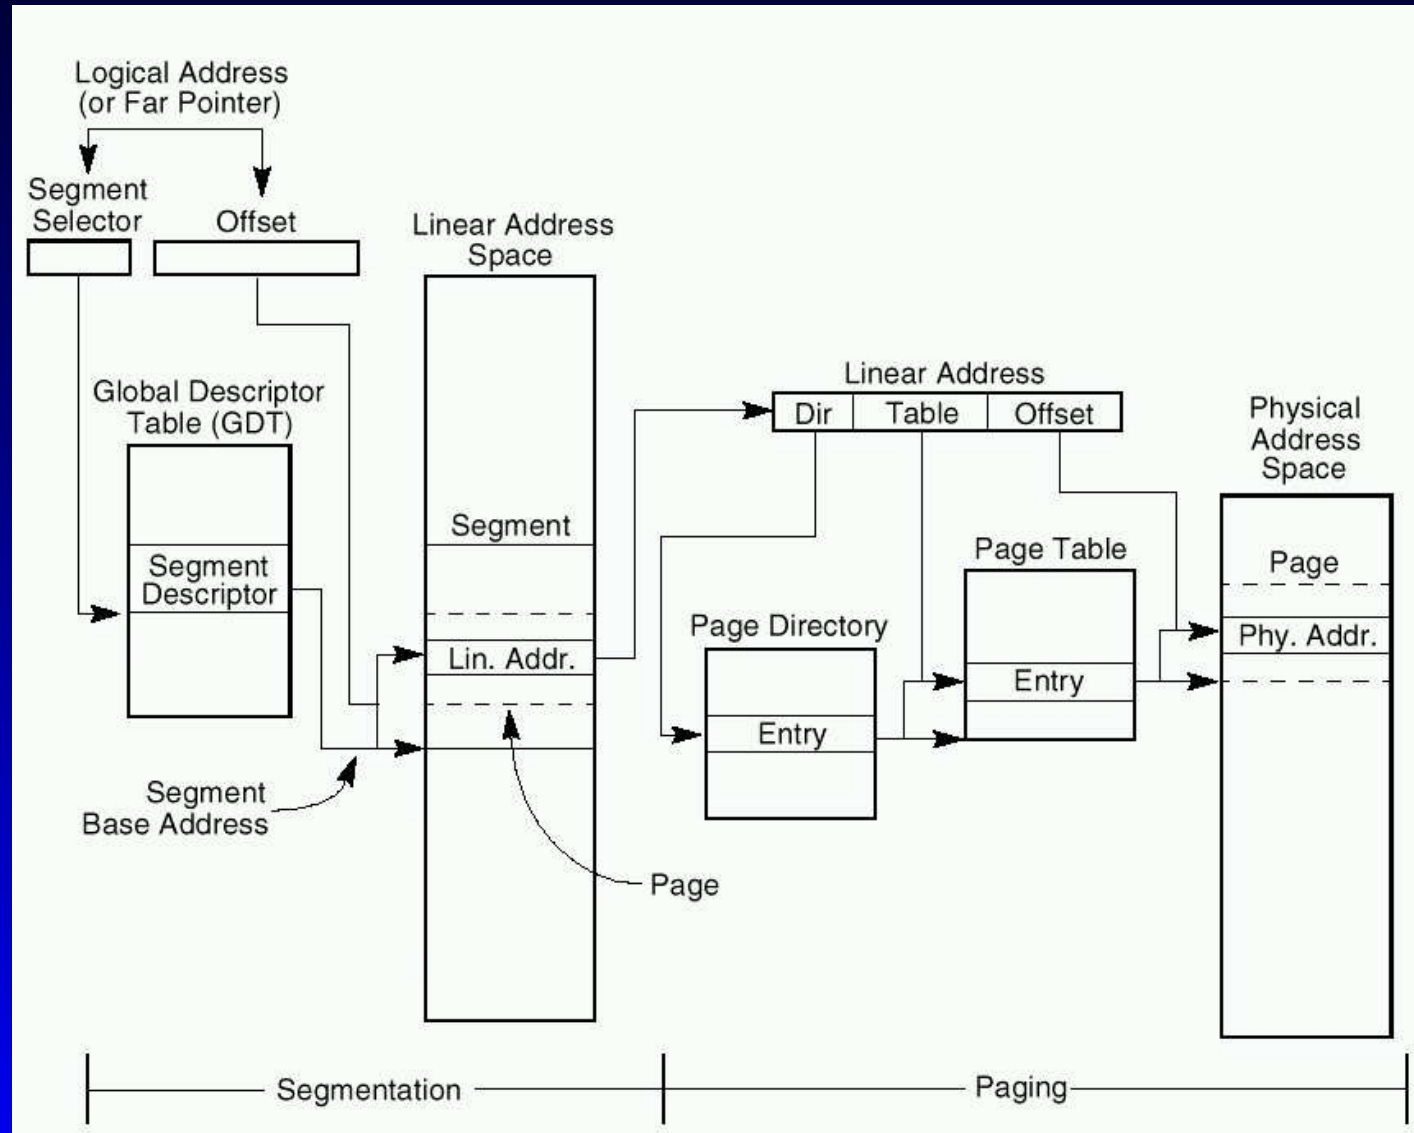 Logical Address
(or Far Pointer)
Segment
Selector
Offset
Linear Address
Space
Global Descriptor
Table (GDT)
Segment
Descriptor
Segment
Lin. Addr.
Segment
Base Address
Page
Linear Address
Dir
Table
Offset
Page Directory
Entry
Page Table
Entry
Physical
Address
Space
Page
Phy. Addr.
Segmentation
Paging